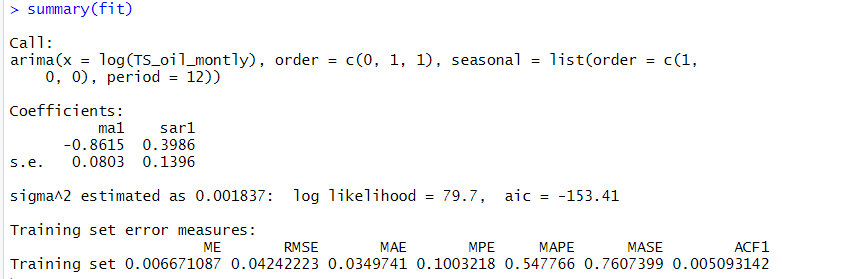 > summary(fit)
Call:
arima(x = log(TS_oil_montly), order = c(0, 1, 1), seasonal = list(order = c(1,
    0, 0), period = 12))
Coefficients:
          ma1    sar1
      -0.8615  0.3986
s.e.   0.0803  0.1396
sigma^2 estimated as 0.001837:  log likelihood = 79.7,  aic = -153.41
Training set error measures:
                      ME       RMSE       MAE       MPE     MAPE      MASE        ACF1
Training set 0.006671087 0.04242223 0.0349741 0.1003218 0.547766 0.7607399 0.005093142